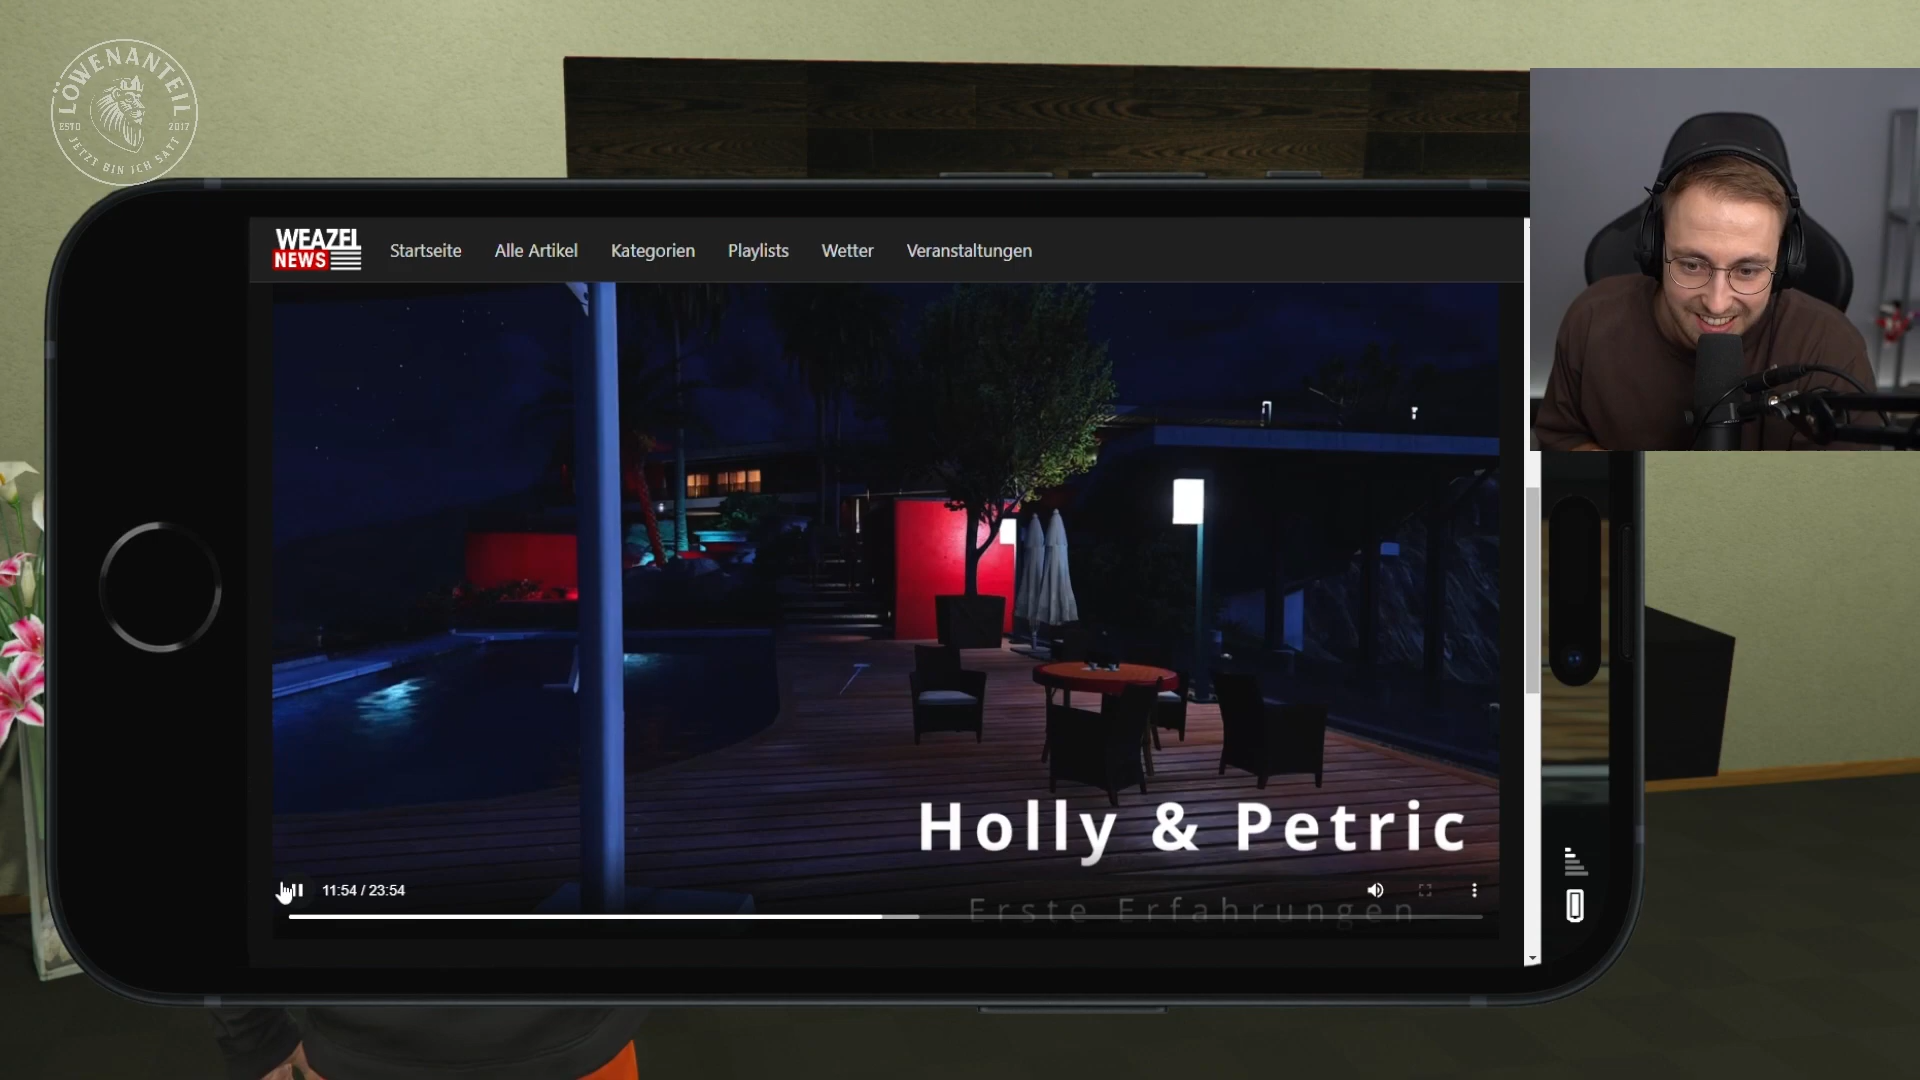 LÖWENANTEIL
ESTD 2017
JETZT BIN ICH SATT
WEAZEL
NEWS
Startseite Alle Artikel Kategorien Playlists Wetter Veranstaltungen
Holly & Petric
11:54 / 23:54
Erste Erfahrungen